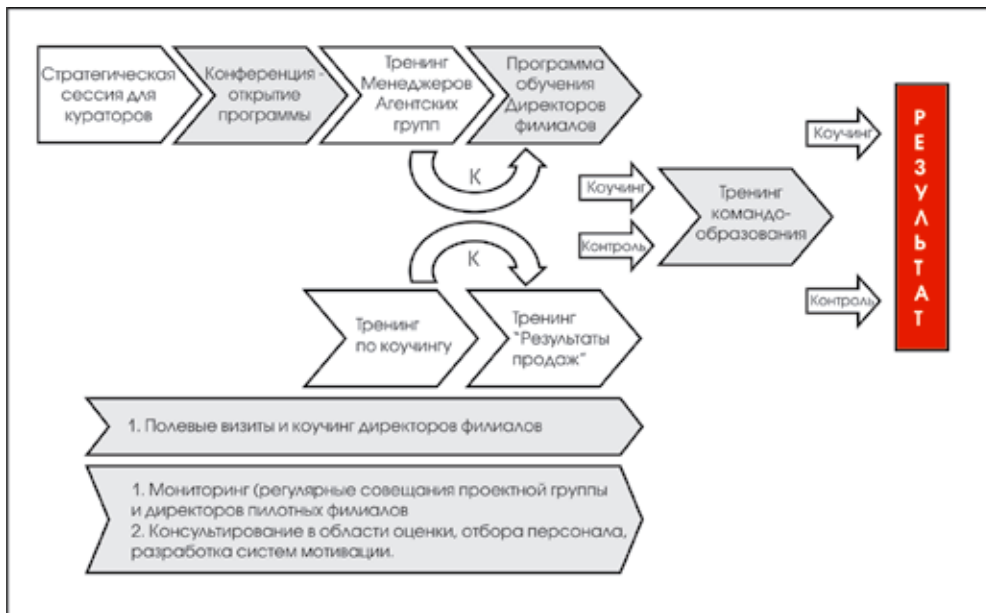 Стратегическая
сессия для
кураторов
Конференция -
открытие
программы
Тренинг
Менеджеров
Агентских
групп
Программа
обучения
Директоров
филиалов
К
К
Коучинг
Контроль
Тренинг
командо-
образования
Коучинг
Контроль
РЕЗУЛЬТАТ
Тренинг
по коучингу
Тренинг
"Результаты
продаж"
1. Полевые визиты и коучинг директоров филиалов
1. Мониторинг (регулярные совещания проектной группы
и директоров пилотных филиалов
2. Консультирование в области оценки, отбора персонала,
разработка систем мотивации.